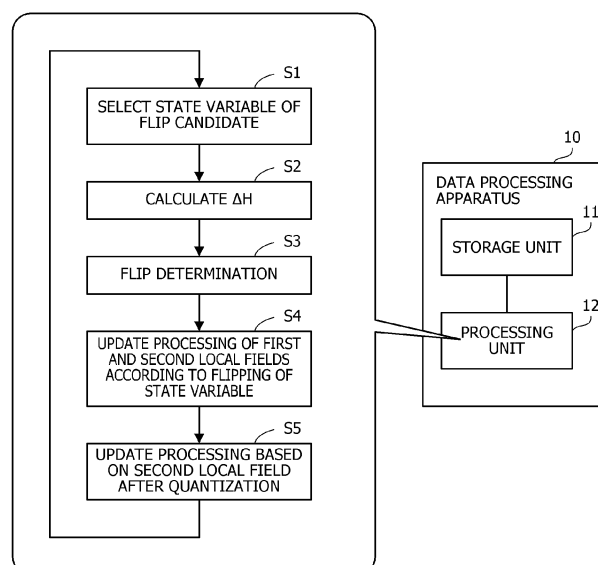 S1
SELECT STATE VARIABLE OF
FLIP CANDIDATE
S2
CALCULATE ΔH
S3
FLIP DETERMINATION
S4
UPDATE PROCESSING OF FIRST
AND SECOND LOCAL FIELDS
ACCORDING TO FLIPPING OF
STATE VARIABLE
S5
UPDATE PROCESSING BASED
ON SECOND LOCAL FIELD
AFTER QUANTIZATION
10
DATA PROCESSING
APPARATUS
11
STORAGE UNIT
12
PROCESSING
UNIT